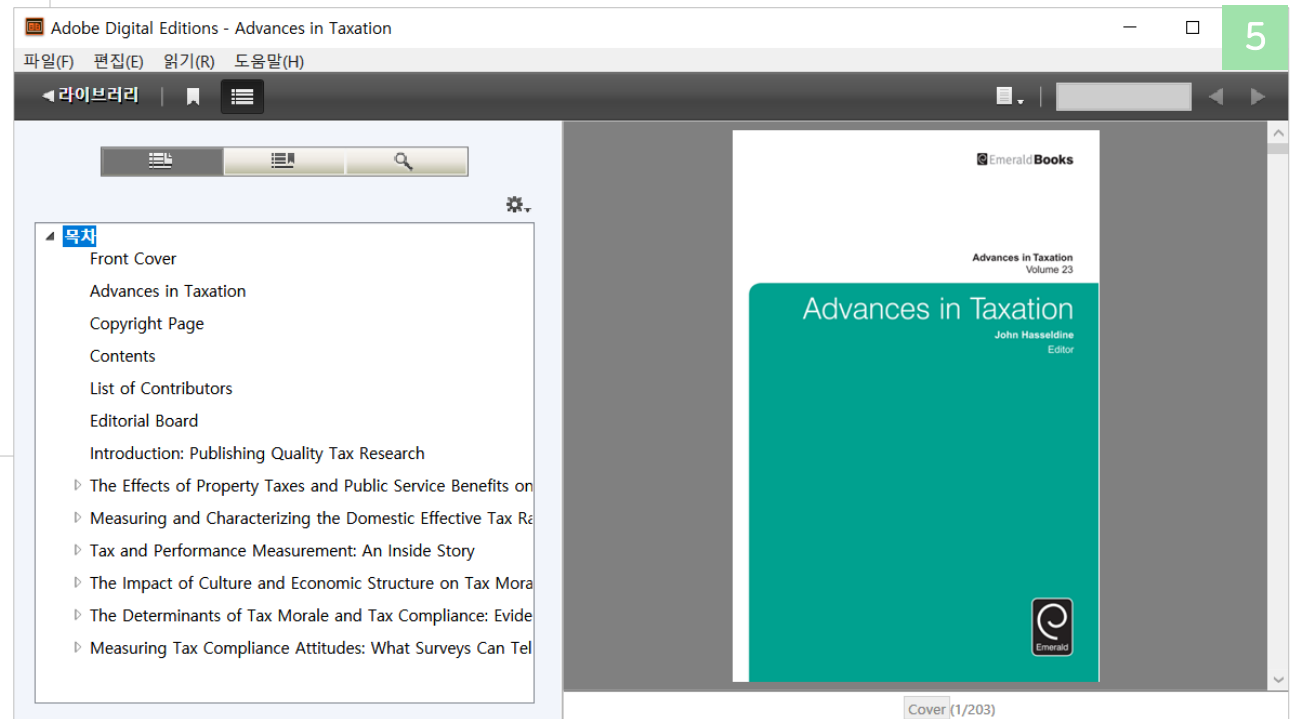 Adobe Digital Editions - Advances in Taxation
5
파일(F) 편집(E) 읽기(R) 도움말(H)
라이브러리
목차
Front Cover
Advances in Taxation
Copyright Page
Contents
List of Contributors
Editorial Board
Introduction: Publishing Quality Tax Research
The Effects of Property Taxes and Public Service Benefits on
Measuring and Characterizing the Domestic Effective Tax Ra
Tax and Performance Measurement: An Inside Story
The Impact of Culture and Economic Structure on Tax Mora
The Determinants of Tax Morale and Tax Compliance: Evide
Measuring Tax Compliance Attitudes: What Surveys Can Tel
Emerald Books
Advances in Taxation
Volume 23
Advances in Taxation
John Hasseldine
Editor
Emerald
Cover (1/203)